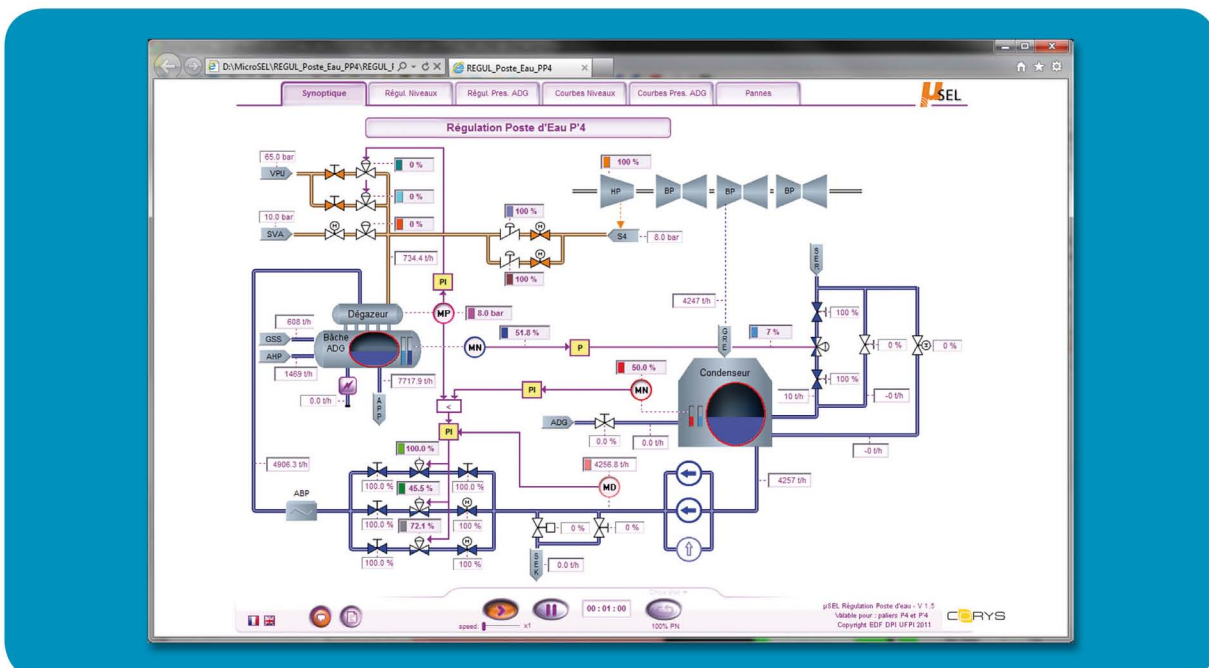 D:\MicroSEL\REGUL_Poste_Eau_PP4\REGUL_F
REGUL_Poste_Eau_PP4
Synoptique
Régul. Niveaux
Régul. Pres. ADG
Courbes Niveaux
Courbes Pres. ADG
Pannes
µSEL
Régulation Poste d'Eau P'4
65.0 bar
VPU
0 %
0 %
10.0 bar
SVA
0 %
100 %
100 %
100 %
HP
BP
BP
BP
S4
8.0 bar
734.4 t/h
SER
PI
4247 t/h
Dégazeur
MP
8.0 bar
GRE
100 %
0 %
0 %
608 t/h
GSS
Bâche
ADG
51.8 %
MN
P
7 %
AHP
1469 t/h
7717.9 t/h
0.0 t/h
APP
<
PI
50.0 %
MN
Condenseur
100 %
10 t/h
-0 t/h
-0 t/h
PI
ADG
0.0 %
0.0 t/h
4906.3 t/h
ABP
100.0 %
100.0 %
100.0 %
45.5 %
100.0 %
100 %
72.1 %
100.0 %
100 %
4256.8 t/h
MD
4257 t/h
0 %
0 %
SEK
0.0 t/h
speed:
x1
00 : 01 : 00
100% PN
µSEL Régulation Poste d'eau - V 1.5
Valable pour : paliers P4 et P'4
Copyright EDF DPI UFPI 2011
CORYS